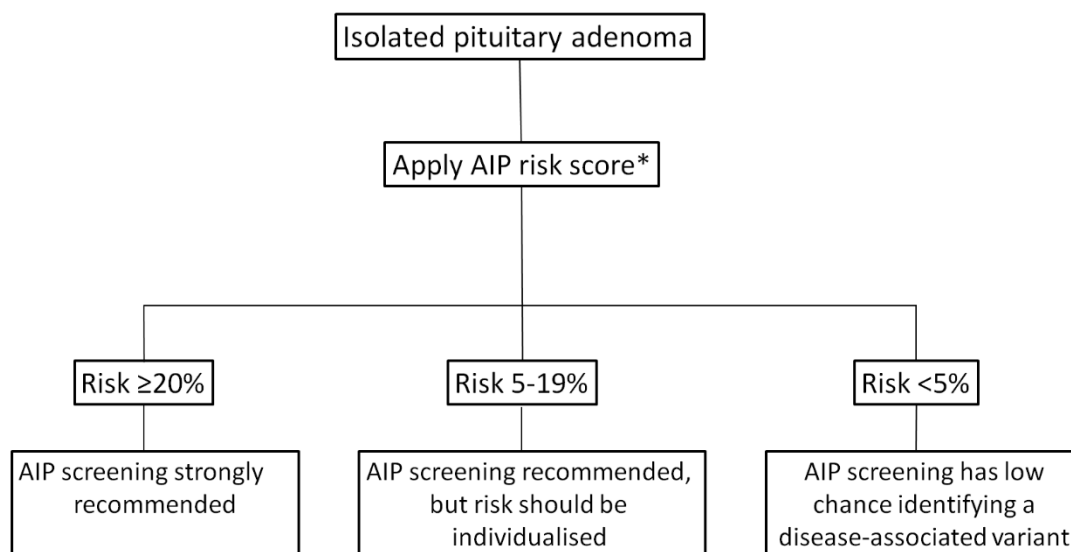 Isolated pituitary adenoma
Apply AIP risk score*
Risk ≥20%
Risk 5-19%
Risk <5%
AIP screening strongly
recommended
AIP screening recommended,
but risk should be
individualised
AIP screening has low
chance identifying a
disease-associated variant